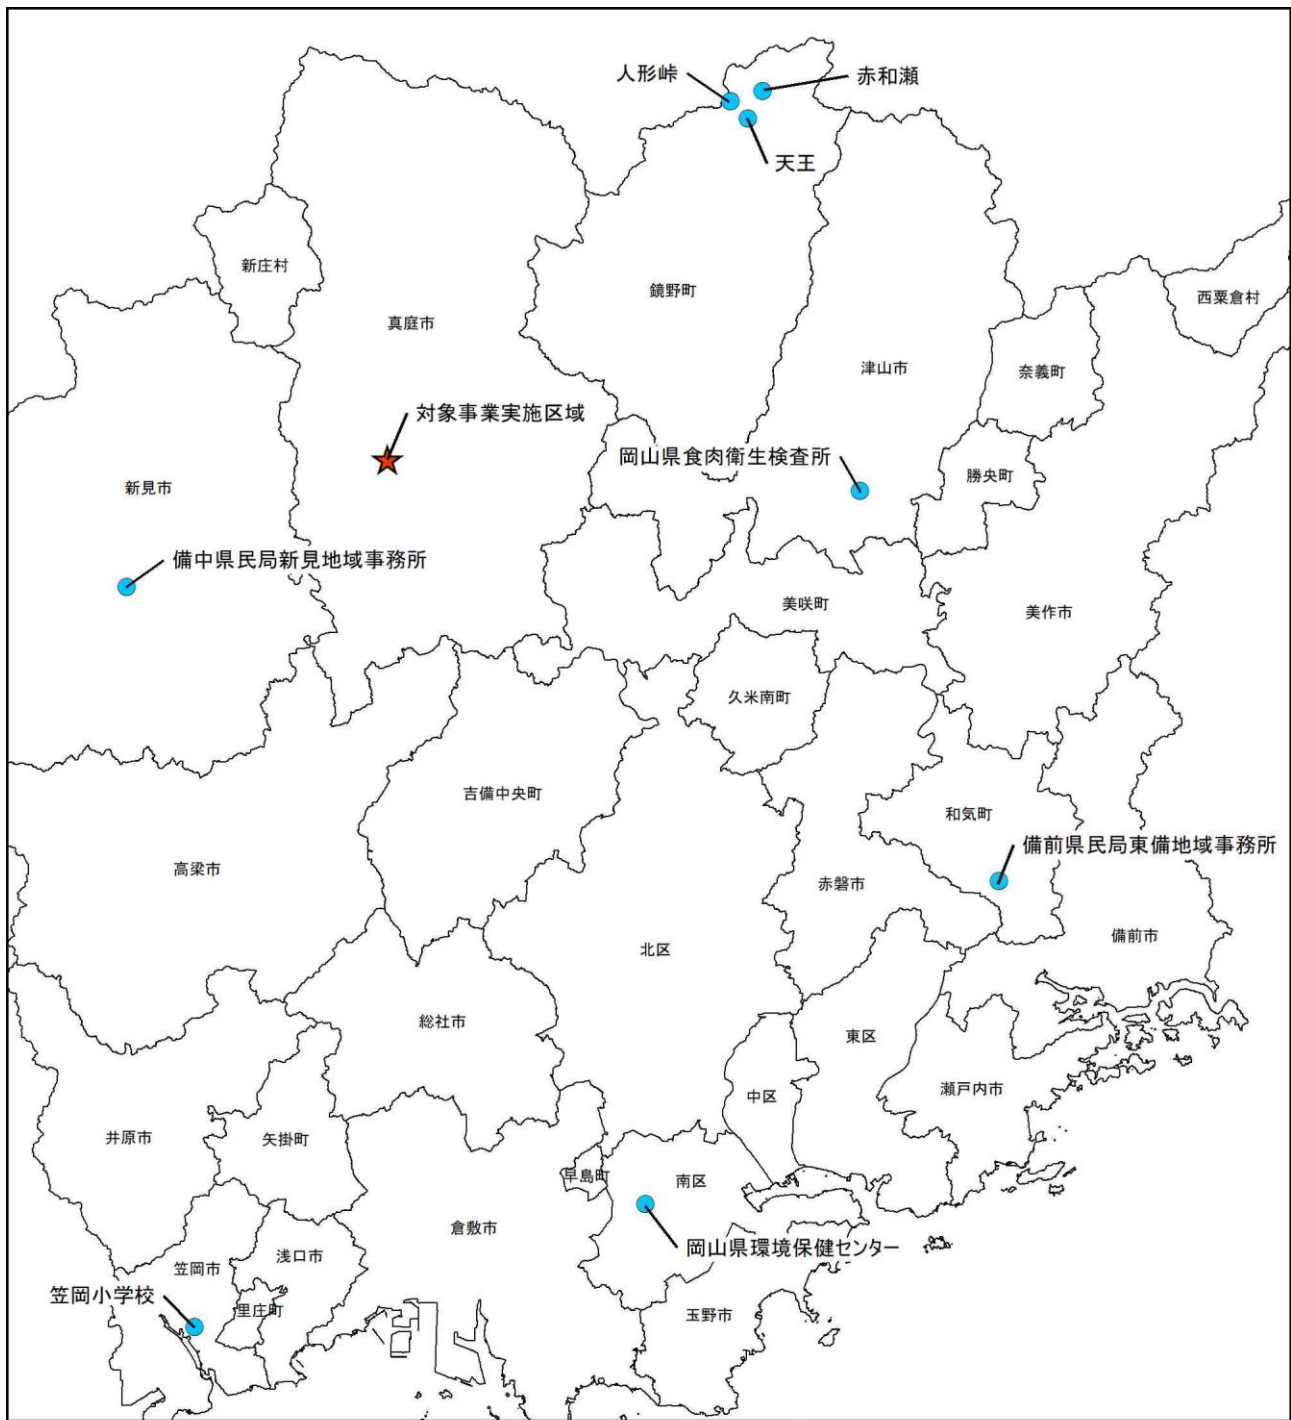 人形峠
赤和瀬
天王
新庄村
鏡野町
西粟倉村
真庭市
津山市
奈義町
対象事業実施区域
岡山県食肉衛生検査所
勝央町
新見市
備中県民局新見地域事務所
美咲町
美作市
久米南町
吉備中央町
和気町
備前県民局東備地域事務所
高梁市
赤磐市
備前市
北区
総社市
東区
瀬戸内市
中区
井原市
矢掛町
早島町
南区
倉敷市
岡山県環境保健センター
浅口市
笠岡市
笠岡小学校
里庄町
玉野市